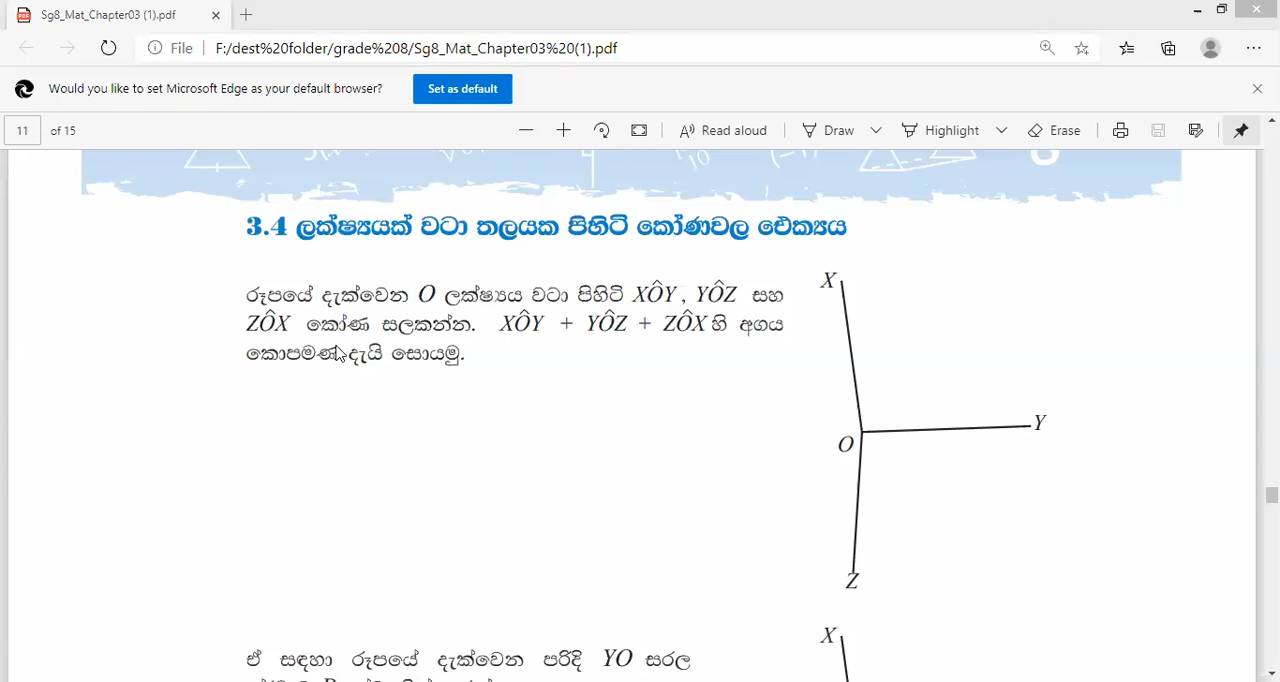 Sg8_Mat_Chapter03 (1).pdf
File F:/dest%20folder/grade%208/Sg8_Mat_Chapter03%20(1).pdf
Would you like to set Microsoft Edge as your default browser? Set as default
11 of 15 Read aloud Draw Highlight Erase
3.4 ලක්ෂ්‍යයක් වටා තලයක පිහිටි කෝණවල ඓක්‍යය
රූපයේ දැක්වෙන O ලක්ෂ්‍යය වටා පිහිටි XÔY , YÔZ සහ
ZÔX කෝණ සලකන්න. XÔY + YÔZ + ZÔX හි අගය
කොපමණ දැයි සොයමු.
X
Y
O
Z
X
ඒ සඳහා රූපයේ දැක්වෙන පරිදි YO සරල